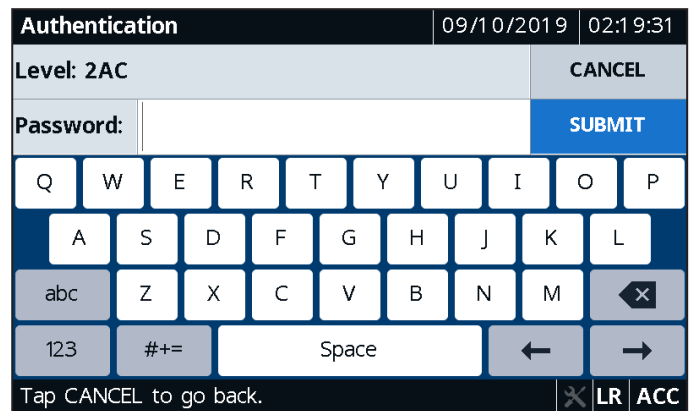 Authentication 09/10/2019 02:19:31
Level: 2AC CANCEL
Password: SUBMIT
Q W E R T Y U I O P
A S D F G H J K L
abc Z X C V B N M
123 #+= Space ← →
Tap CANCEL to go back. LR ACC